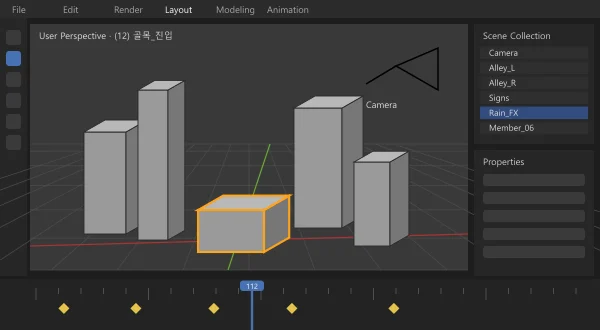 File Edit Render Layout Modeling Animation
User Perspective · (12) 골목_진입
Camera
Scene Collection
Camera
Alley_L
Alley_R
Signs
Rain_FX
Member_06
Properties
112